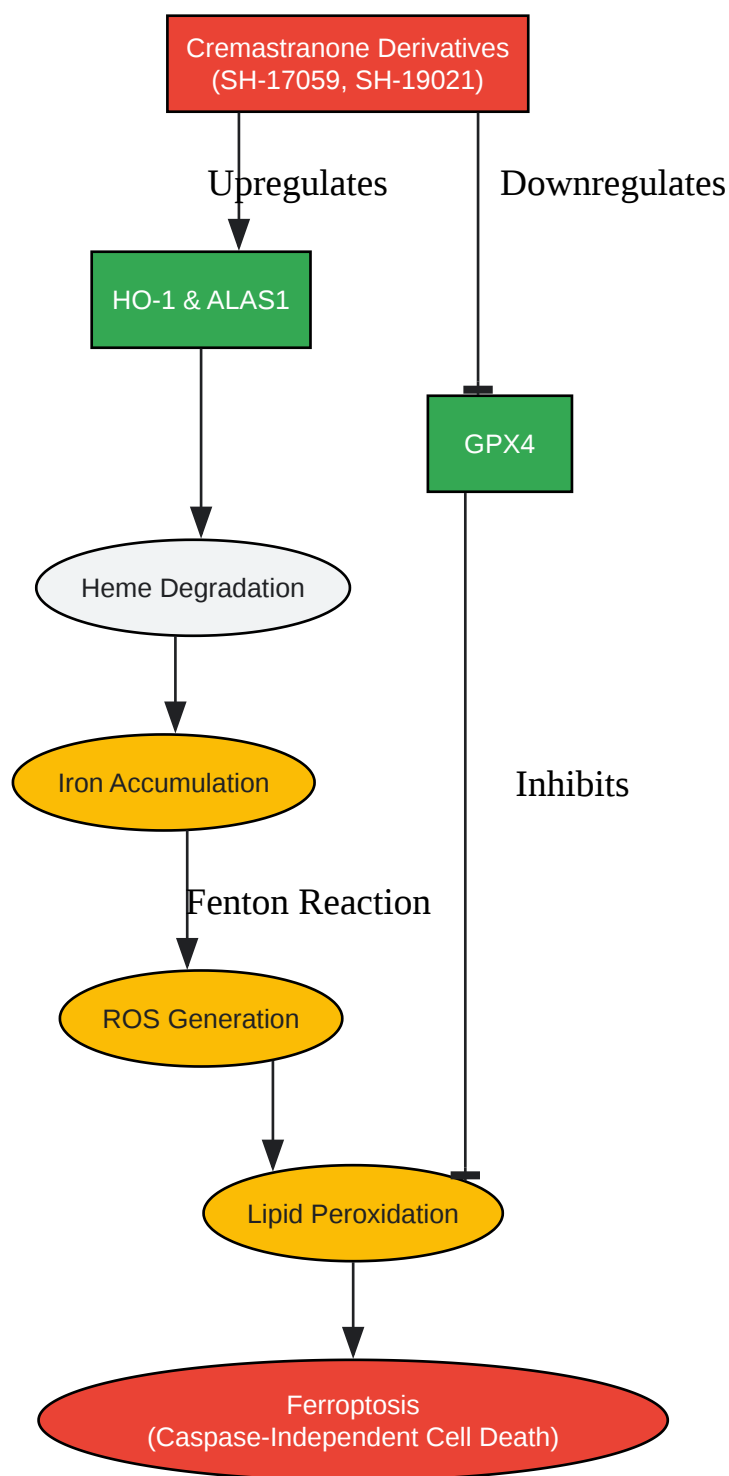 Cremastranone Derivatives
(SH-17059, SH-19021)
Upregulates
Downregulates
HO-1 & ALAS1
GPX4
Heme Degradation
Iron Accumulation
Inhibits
Fenton Reaction
ROS Generation
Lipid Peroxidation
Ferroptosis
(Caspase-Independent Cell Death)